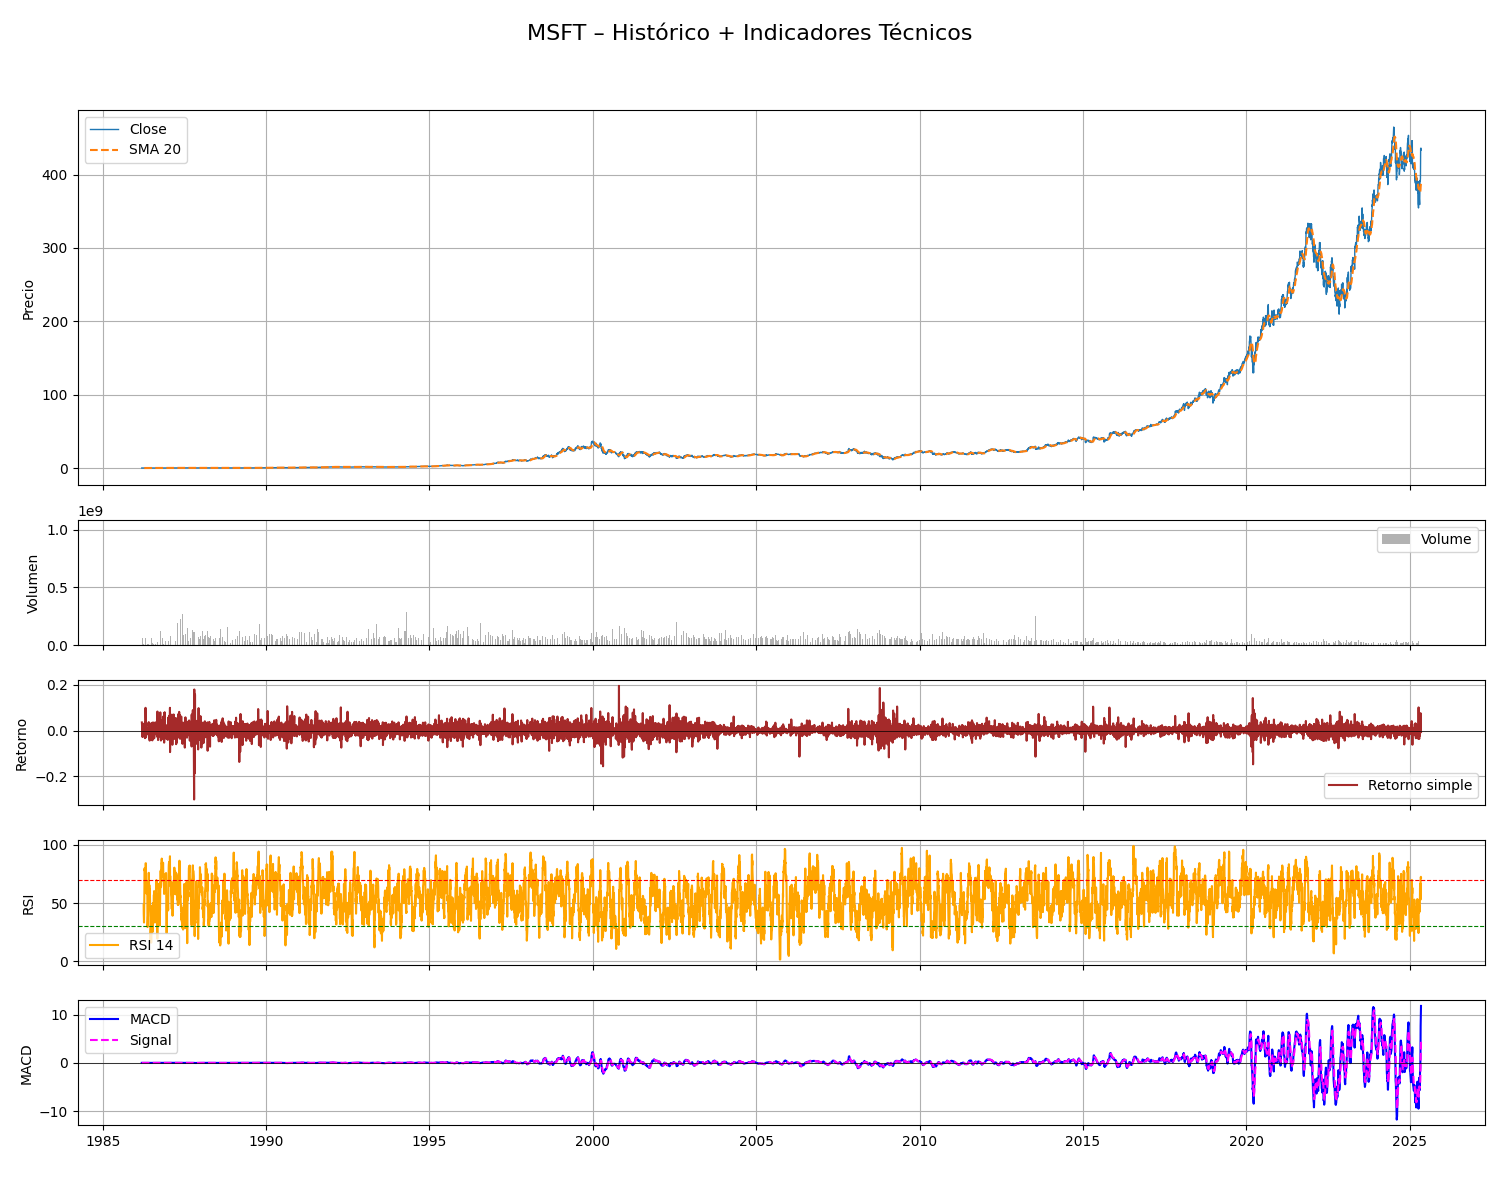 MSFT – Histórico + Indicadores Técnicos
Close
SMA 20
Precio
400
300
200
100
0
1e9
Volumen
1.0
0.5
0.0
Volume
Retorno
0.2
0.0
−0.2
Retorno simple
RSI
100
50
0
RSI 14
MACD
10
0
−10
MACD
Signal
1985 1990 1995 2000 2005 2010 2015 2020 2025